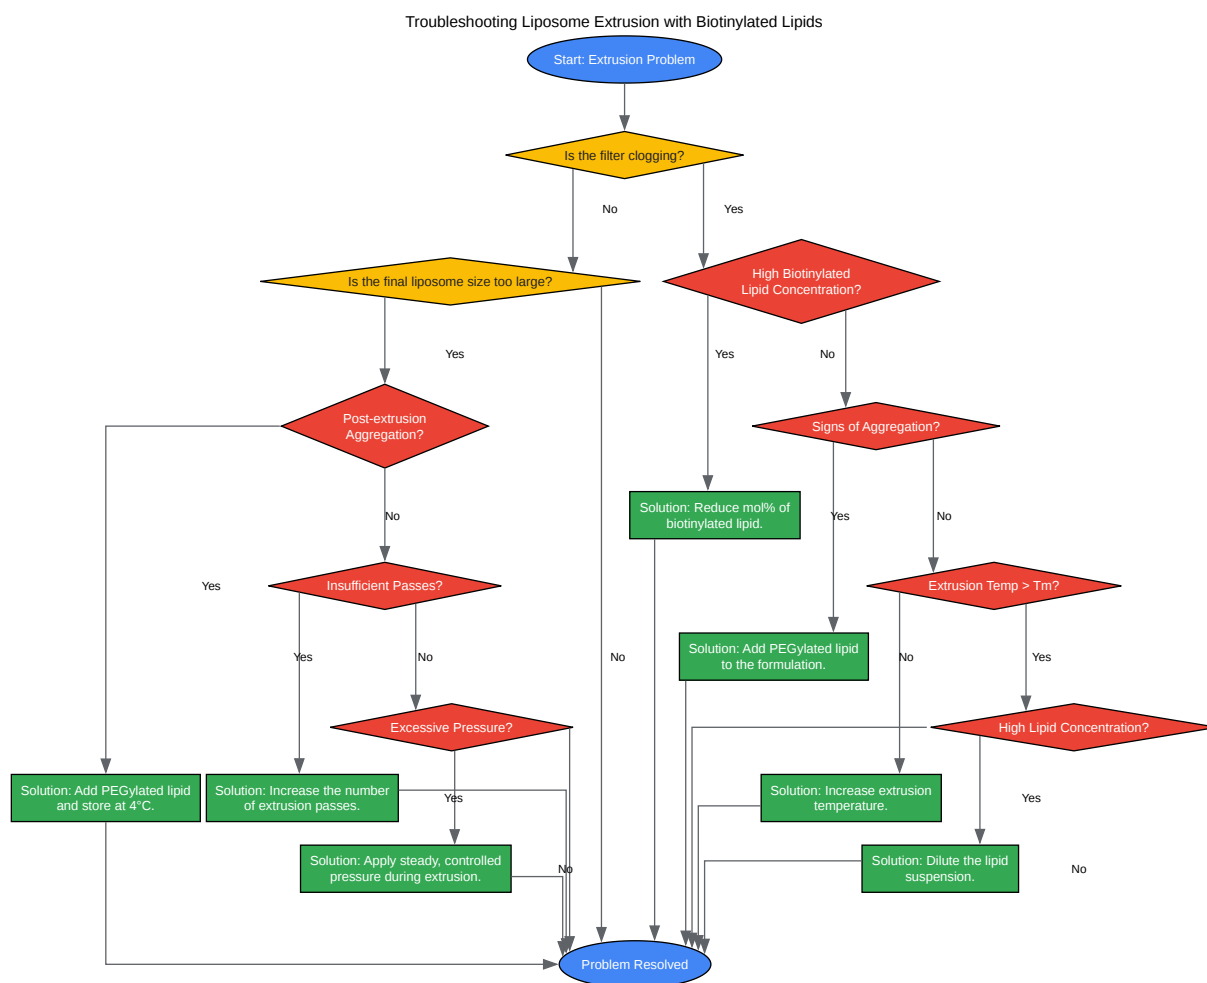 Troubleshooting Liposome Extrusion with Biotinylated Lipids
Start: Extrusion Problem
Is the filter clogging?
No
Yes
Is the final liposome size too large?
High Biotinylated
Lipid Concentration?
Yes
Yes
No
Post-extrusion
Aggregation?
Signs of Aggregation?
No
Solution: Reduce mol% of
biotinylated lipid.
Yes
No
Yes
Insufficient Passes?
Extrusion Temp > Tm?
Yes
No
No
Solution: Add PEGylated lipid
to the formulation.
No
Yes
Excessive Pressure?
High Lipid Concentration?
Solution: Add PEGylated lipid
and store at 4°C.
Solution: Increase the number
of extrusion passes.
Yes
Solution: Increase extrusion
temperature.
Yes
Solution: Apply steady, controlled
pressure during extrusion.
No
Solution: Dilute the lipid
suspension.
No
Problem Resolved